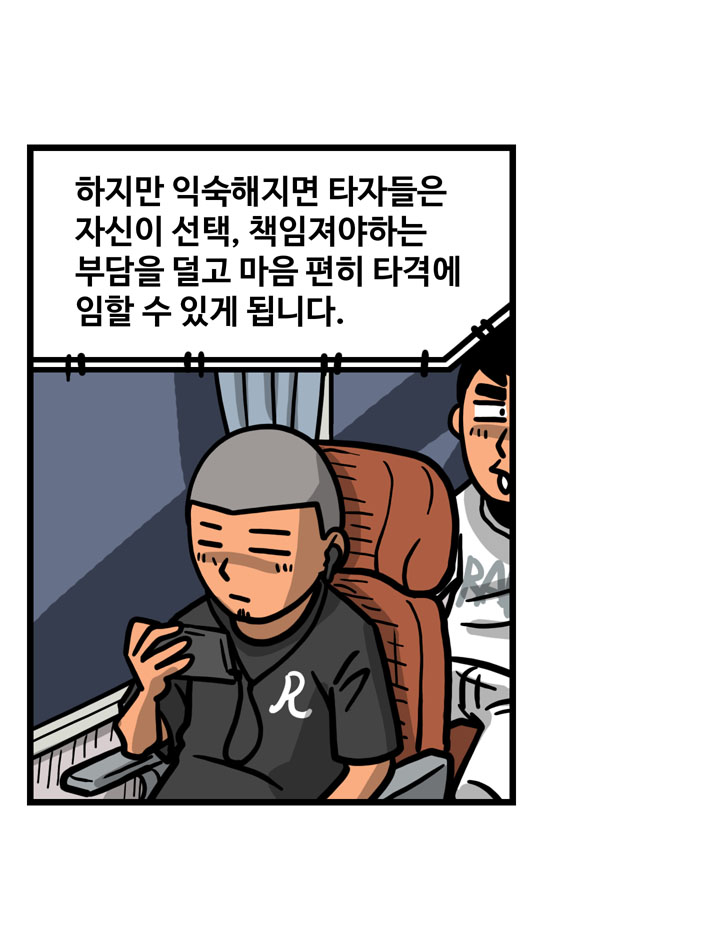 하지만 익숙해지면 타자들은
자신이 선택, 책임져야하는
부담을 덜고 마음 편히 타격에
임할 수 있게 됩니다.
R
RA